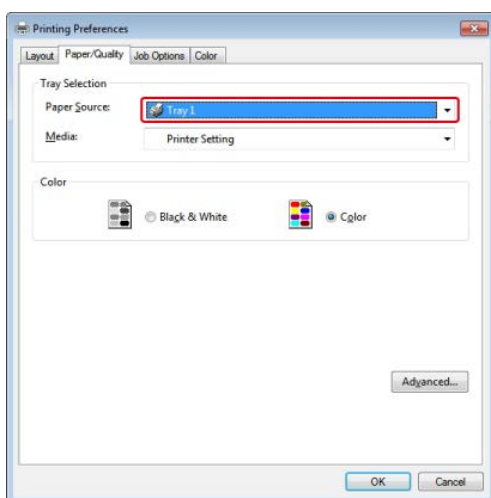 Printing Preferences
Layout Paper/Quality Job Options Color
Tray Selection
Paper Source: Tray 1
Media: Printer Setting
Color
Black & White Color
Advanced...
OK Cancel